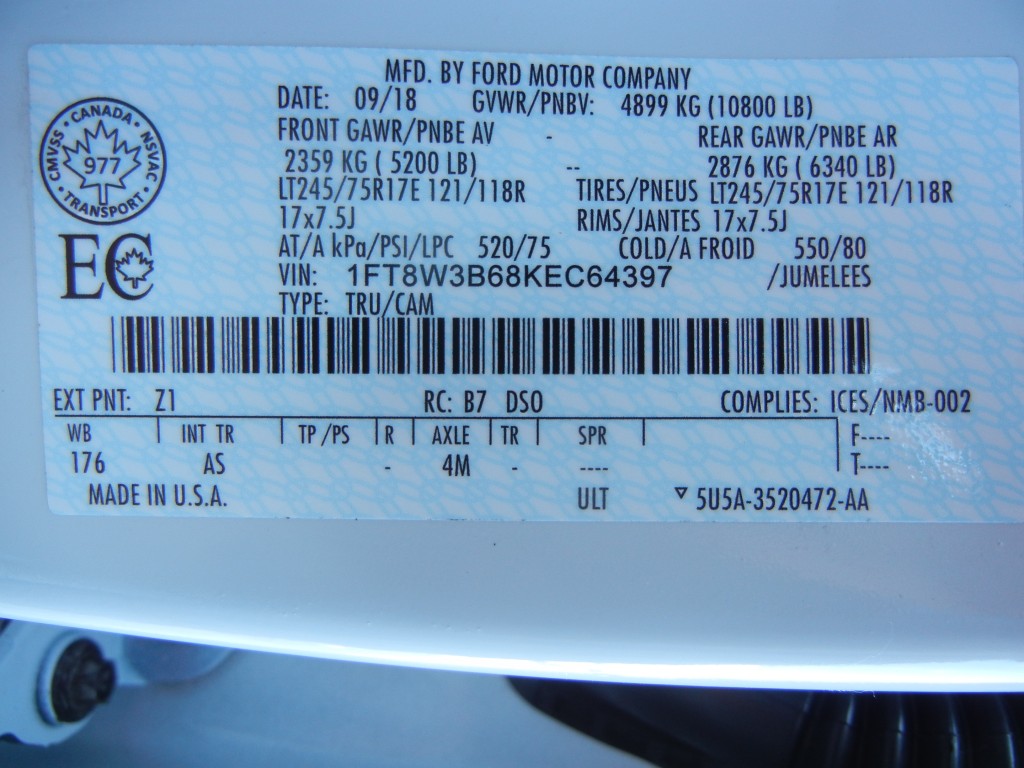 MFD. BY FORD MOTOR COMPANY
DATE: 09/18 GVWR/PNBV: 4899 KG (10800 LB)
FRONT GAWR/PNBE AV - REAR GAWR/PNBE AR
2359 KG ( 5200 LB) -- 2876 KG ( 6340 LB)
LT245/75R17E 121/118R TIRES/PNEUS LT245/75R17E 121/118R
17x7.5J RIMS/JANTES 17x7.5J
AT/A kPa/PSI/LPC 520/75 COLD/A FROID 550/80
VIN: 1FT8W3B68KEC64397 /JUMELEES
TYPE: TRU/CAM
CMVSS · CANADA · NSVAC · TRANSPORT ·
977
EC
EXT PNT: Z1 RC: B7 DSO COMPLIES: ICES/NMB-002
WB INT TR TP /PS R AXLE TR SPR F----
176 AS - 4M - ---- T----
MADE IN U.S.A. ULT ▽ 5U5A-3520472-AA